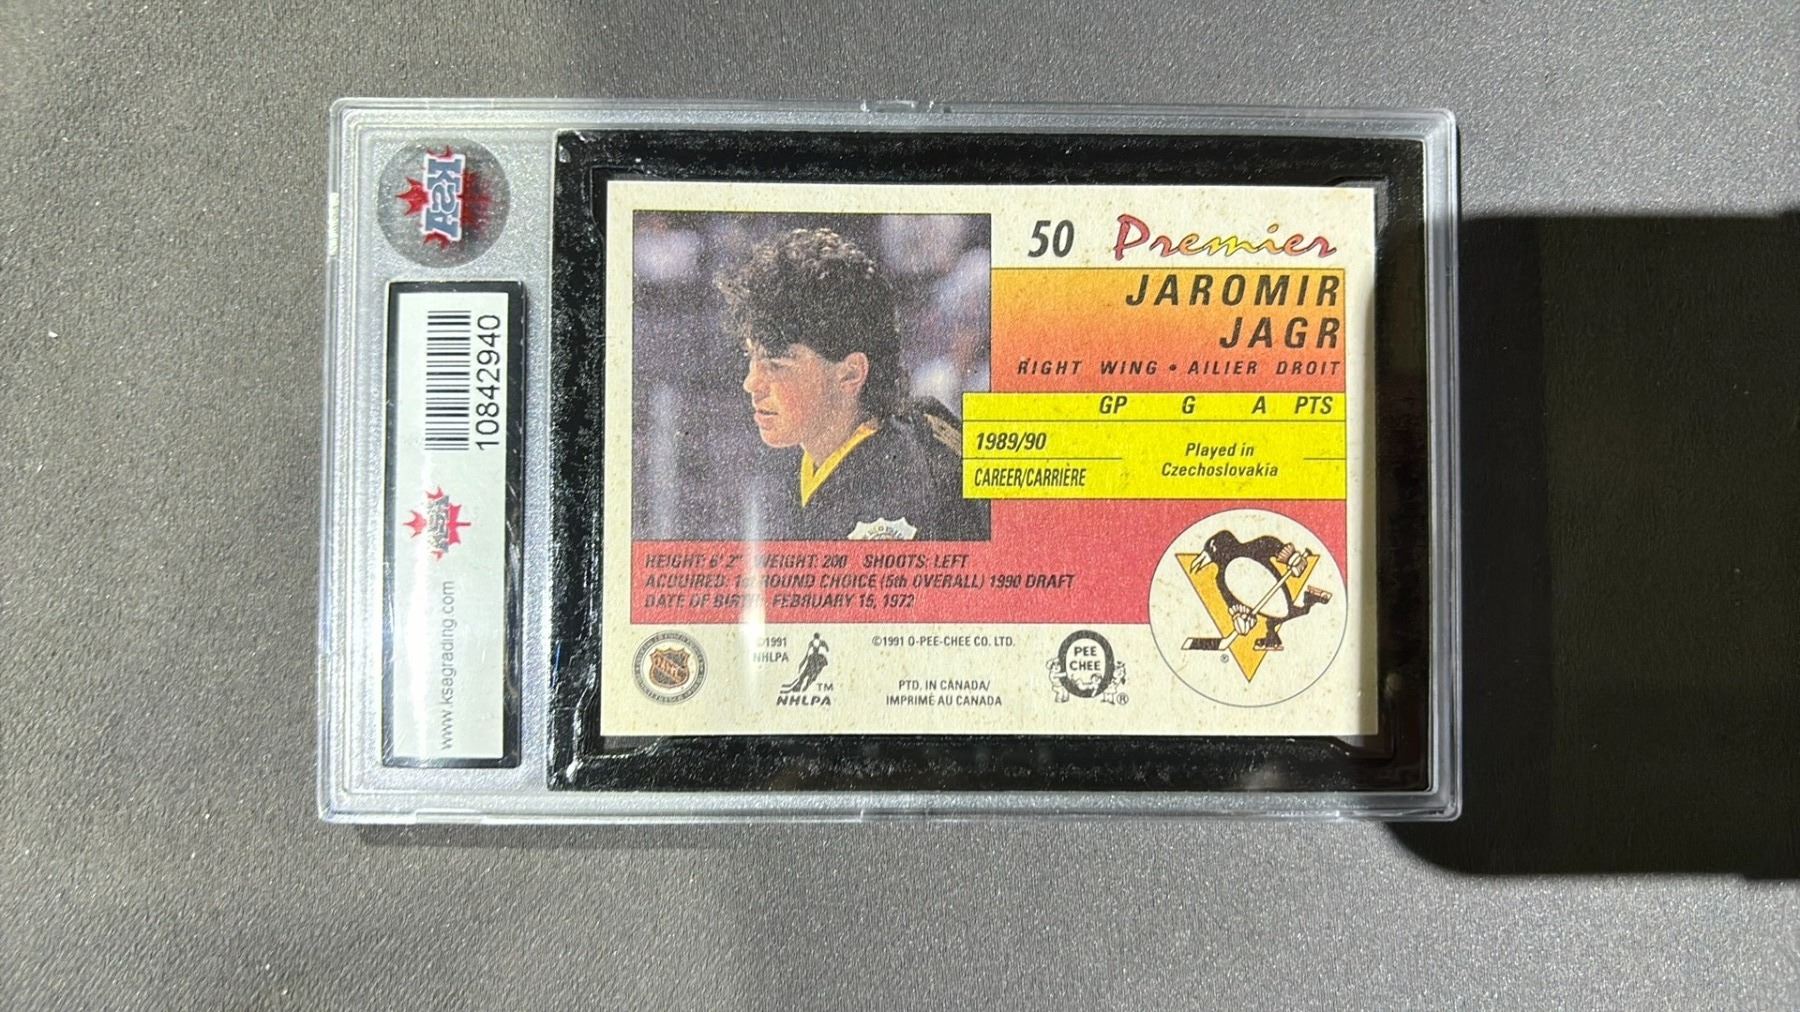 KSA
10842940
KSA
www.ksagrading.com
50 Premier
JAROMIR
JAGR
RIGHT WING • AILIER DROIT
GP G A PTS
1989/90
Played in
Czechoslovakia
CAREER/CARRIÈRE
HEIGHT: 6' 2" WEIGHT: 200 SHOOTS: LEFT
ACQUIRED: 1st ROUND CHOICE (5th OVERALL) 1990 DRAFT
DATE OF BIRTH: FEBRUARY 15, 1972
©1991
NHLPA
TM
NHLPA
©1991 O-PEE-CHEE CO. LTD.
PTD. IN CANADA/
IMPRIMÉ AU CANADA
O
PEE
CHEE
®
®